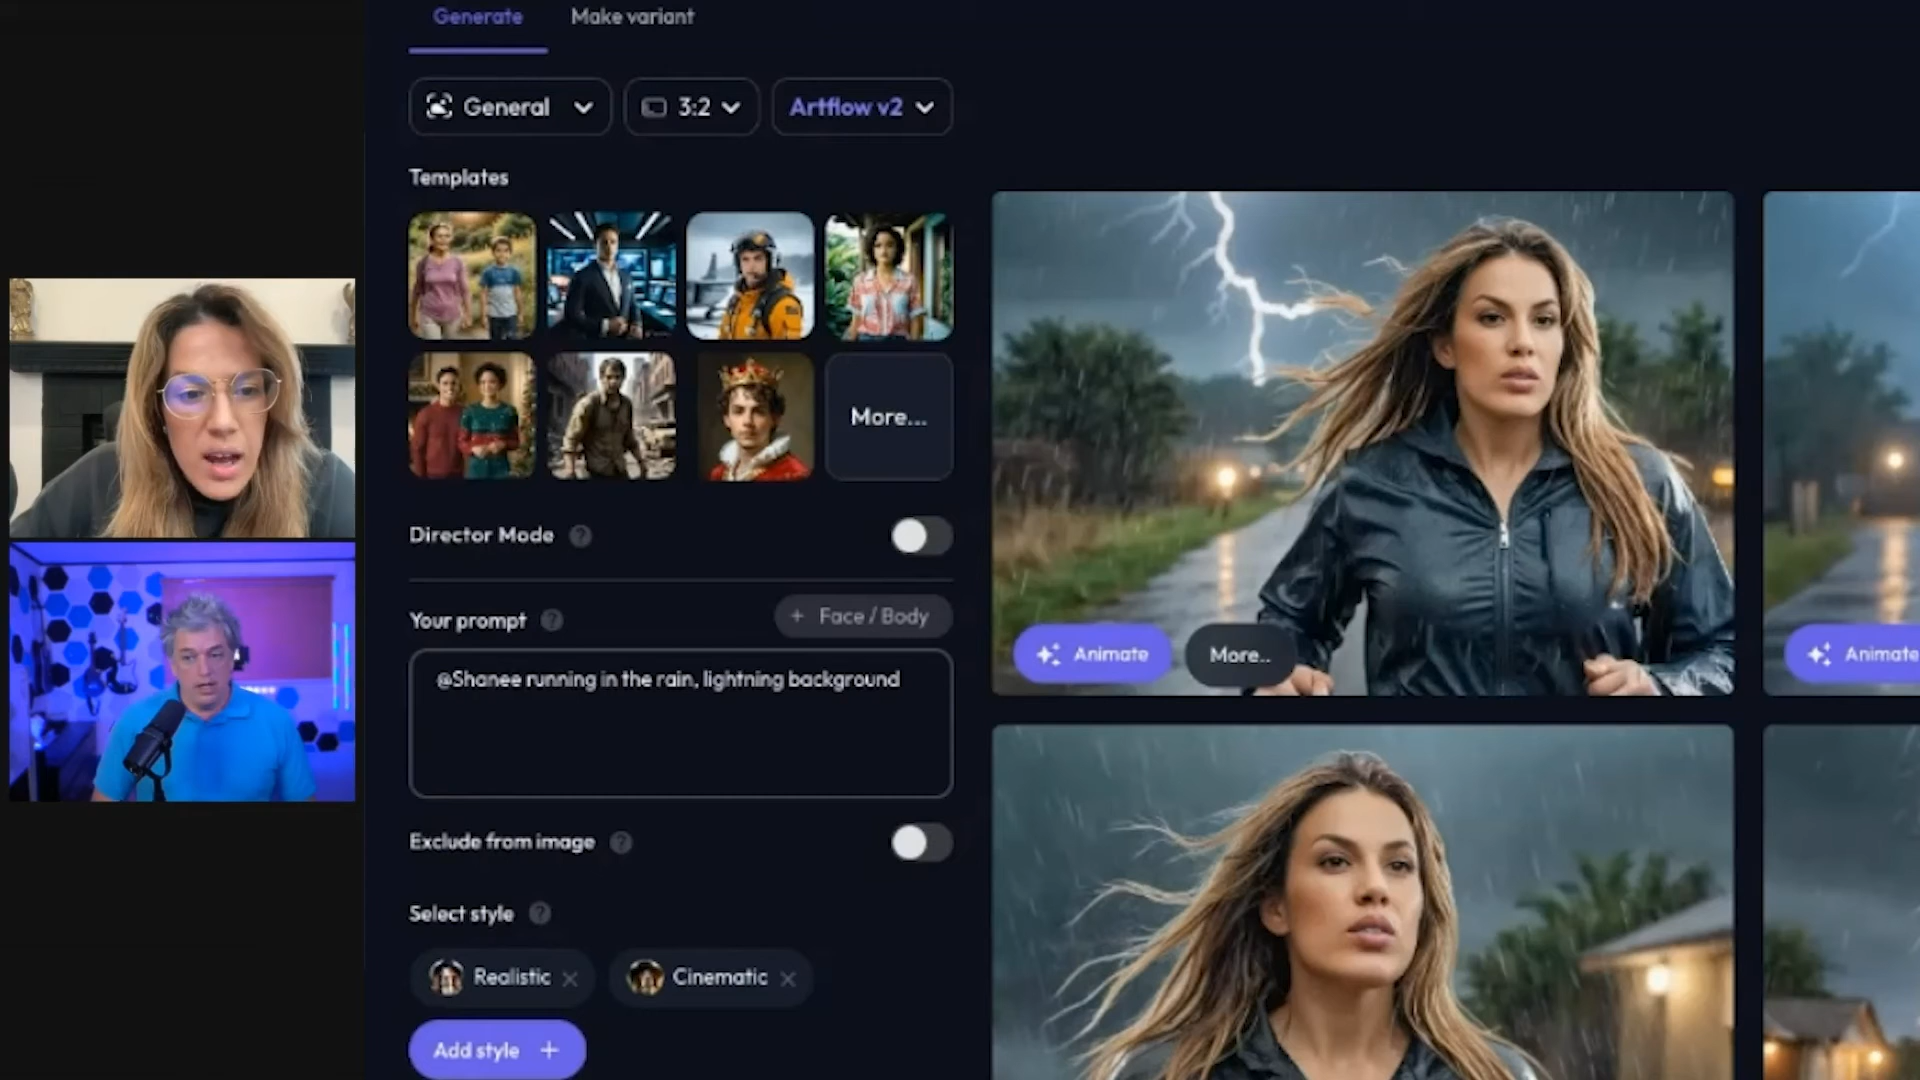 Generate
Make variant
General
3:2
Artflow v2
Templates
More...
Director Mode ?
Your prompt ?
+ Face / Body
@Shanee running in the rain, lightning background
Exclude from image ?
Select style ?
Realistic
Cinematic
Add style +
Animate
More..
Animate